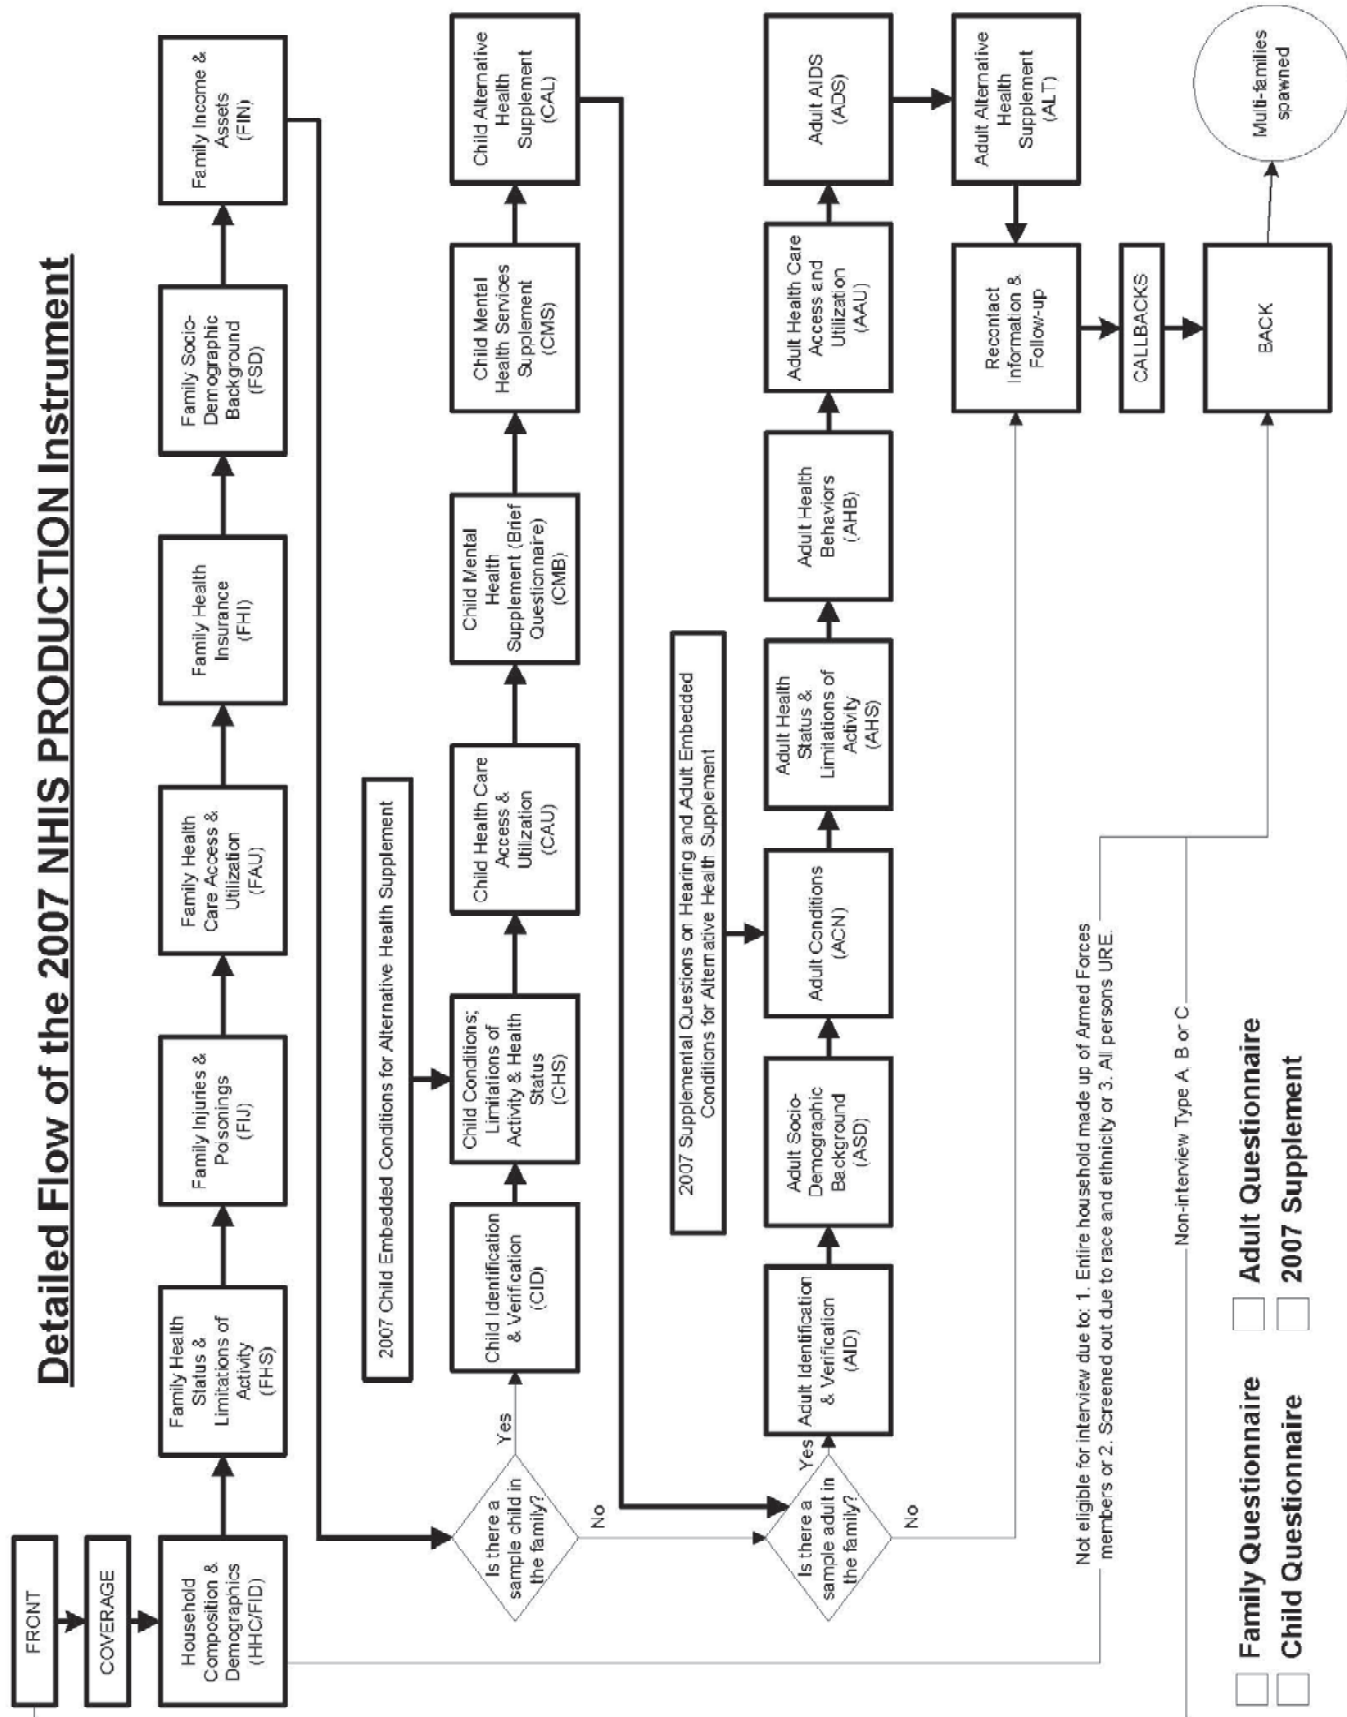 Detailed Flow of the 2007 NHIS PRODUCTION Instrument
FRONT
COVERAGE
Household
Composition &
Demographics
(HHC/FID)
Family Health
Status &
Limitations of
Activity
(FHS)
Family Injuries &
Poisonings
(FIJ)
Family Health
Care Access &
Utilization
(FAU)
Family Health
Insurance
(FHI)
Family Socio-
Demographic
Background
(FSD)
Family Income &
Assets
(FIN)
2007 Child Embedded Conditions for Alternative Health Supplement
Is there a
sample child in
the family?
Yes
No
Child Identification
& Verification
(CID)
Child Conditions;
Limitations of
Activity & Health
Status
(CHS)
Child Health Care
Access &
Utilization
(CAU)
Child Mental
Health
Supplement (Brief
Questionnaire)
(CMB)
Child Mental
Health Services
Supplement
(CMS)
Child Alternative
Health
Supplement
(CAL)
2007 Supplemental Questions on Hearing and Adult Embedded
Conditions for Alternative Health Supplement
Is there a
sample adult in
the family?
Yes
No
Adult Identification
& Verification
(AID)
Adult Socio-
Demographic
Background
(ASD)
Adult Conditions
(ACN)
Adult Health
Status &
Limitations of
Activity
(AHS)
Adult Health
Behaviors
(AHB)
Adult Health Care
Access and
Utilization
(AAU)
Adult AIDS
(ADS)
Adult Alternative
Health
Supplement
(ALT)
Recontact
Information &
Follow-up
CALLBACKS
BACK
Multi-families
spawned
Not eligible for interview due to: 1. Entire household made up of Armed Forces
members or 2. Screened out due to race and ethnicity or 3. All persons URE.
Non-interview Type A, B or C
Family Questionnaire
Adult Questionnaire
Child Questionnaire
2007 Supplement